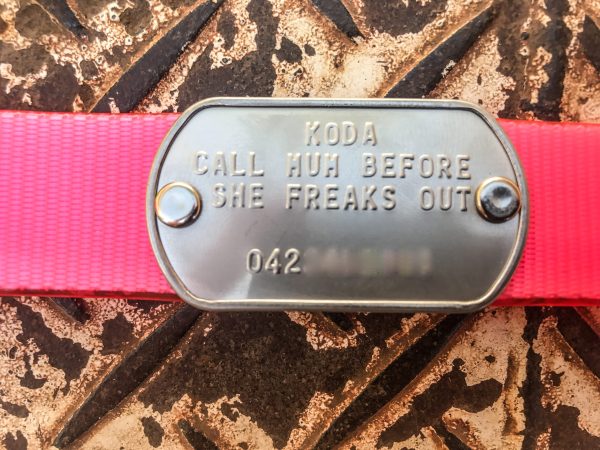 KODA
CALL MUM BEFORE
SHE FREAKS OUT
042